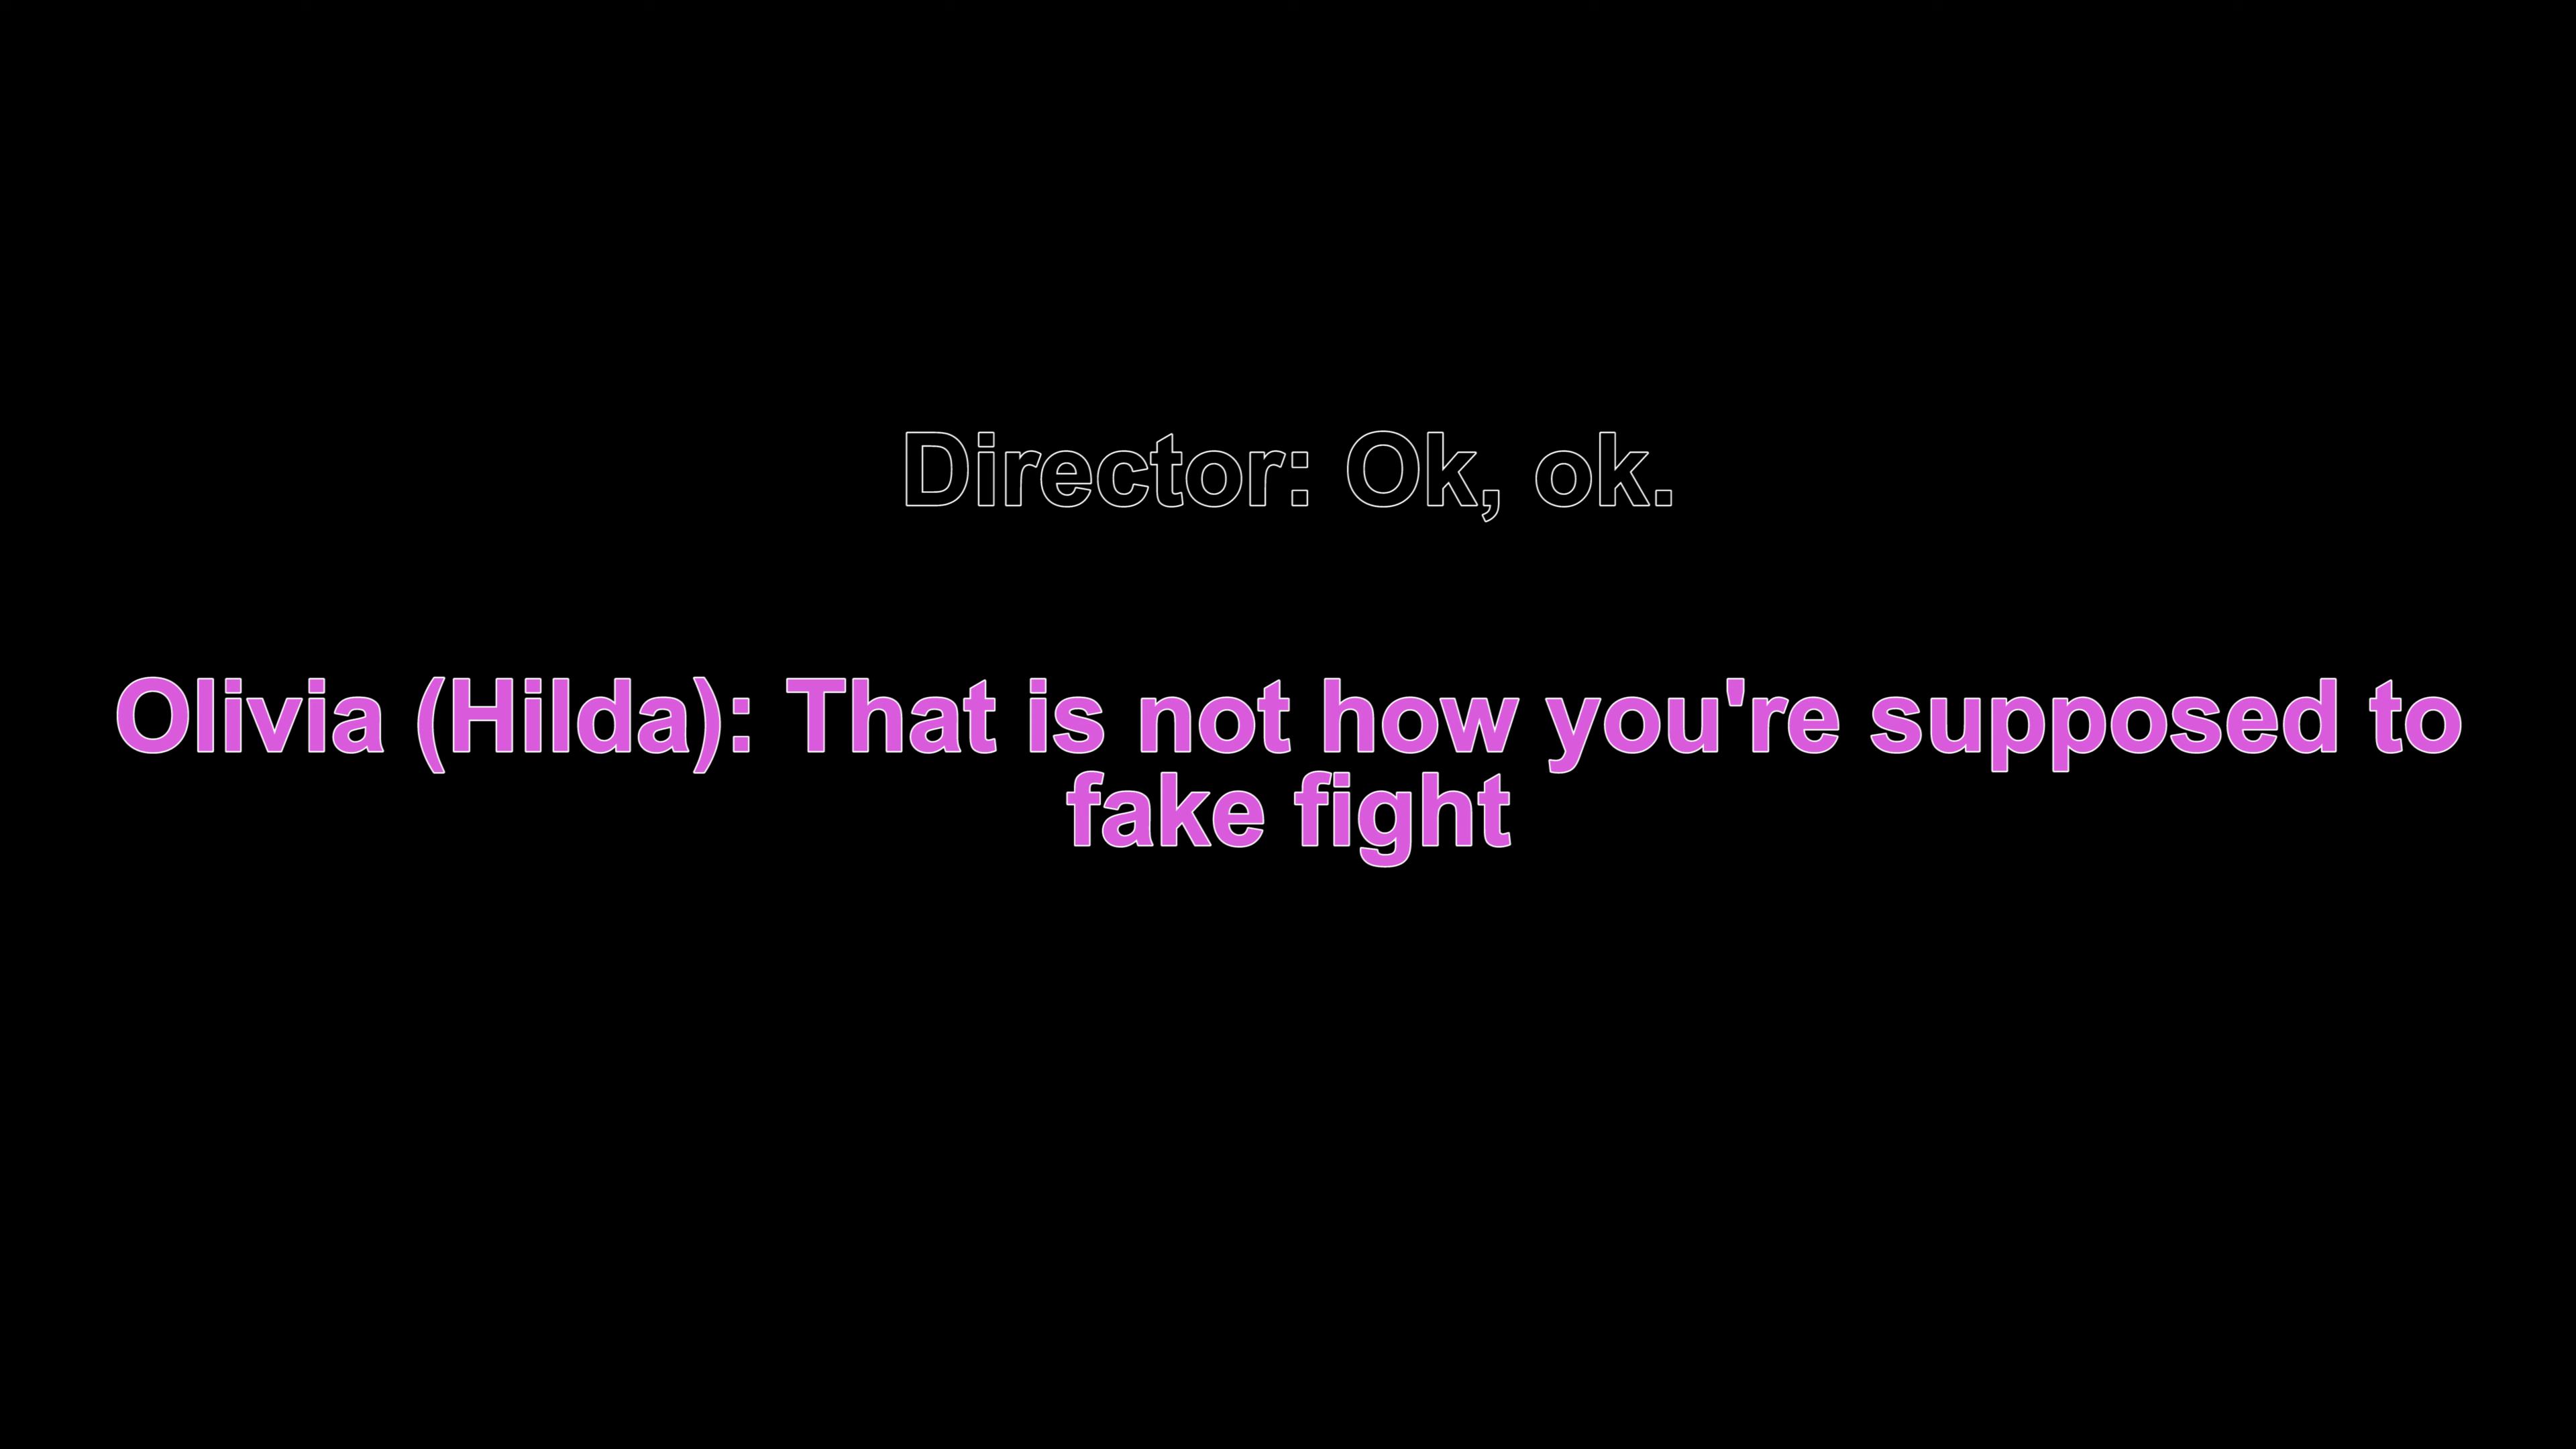 Director: Ok, ok.
Olivia (Hilda): That is not how you're supposed to
fake fight